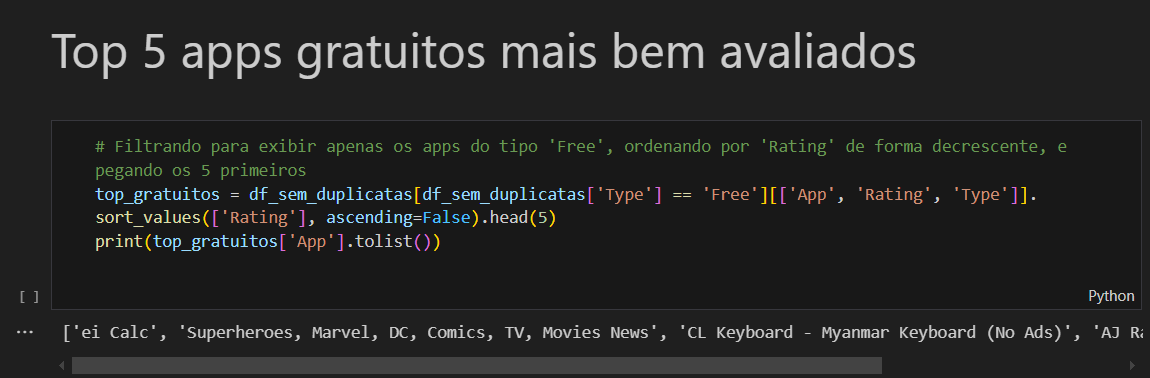 Top 5 apps gratuitos mais bem avaliados
# Filtrando para exibir apenas os apps do tipo 'Free', ordenando por 'Rating' de forma decrescente, e
pegando os 5 primeiros
top_gratuitos = df_sem_duplicatas[df_sem_duplicatas['Type'] == 'Free'][['App', 'Rating', 'Type']].
sort_values(['Rating'], ascending=False).head(5)
print(top_gratuitos['App'].tolist())
[ ]
Python
['ei Calc', 'Superheroes, Marvel, DC, Comics, TV, Movies News', 'CL Keyboard - Myanmar Keyboard (No Ads)', 'AJ